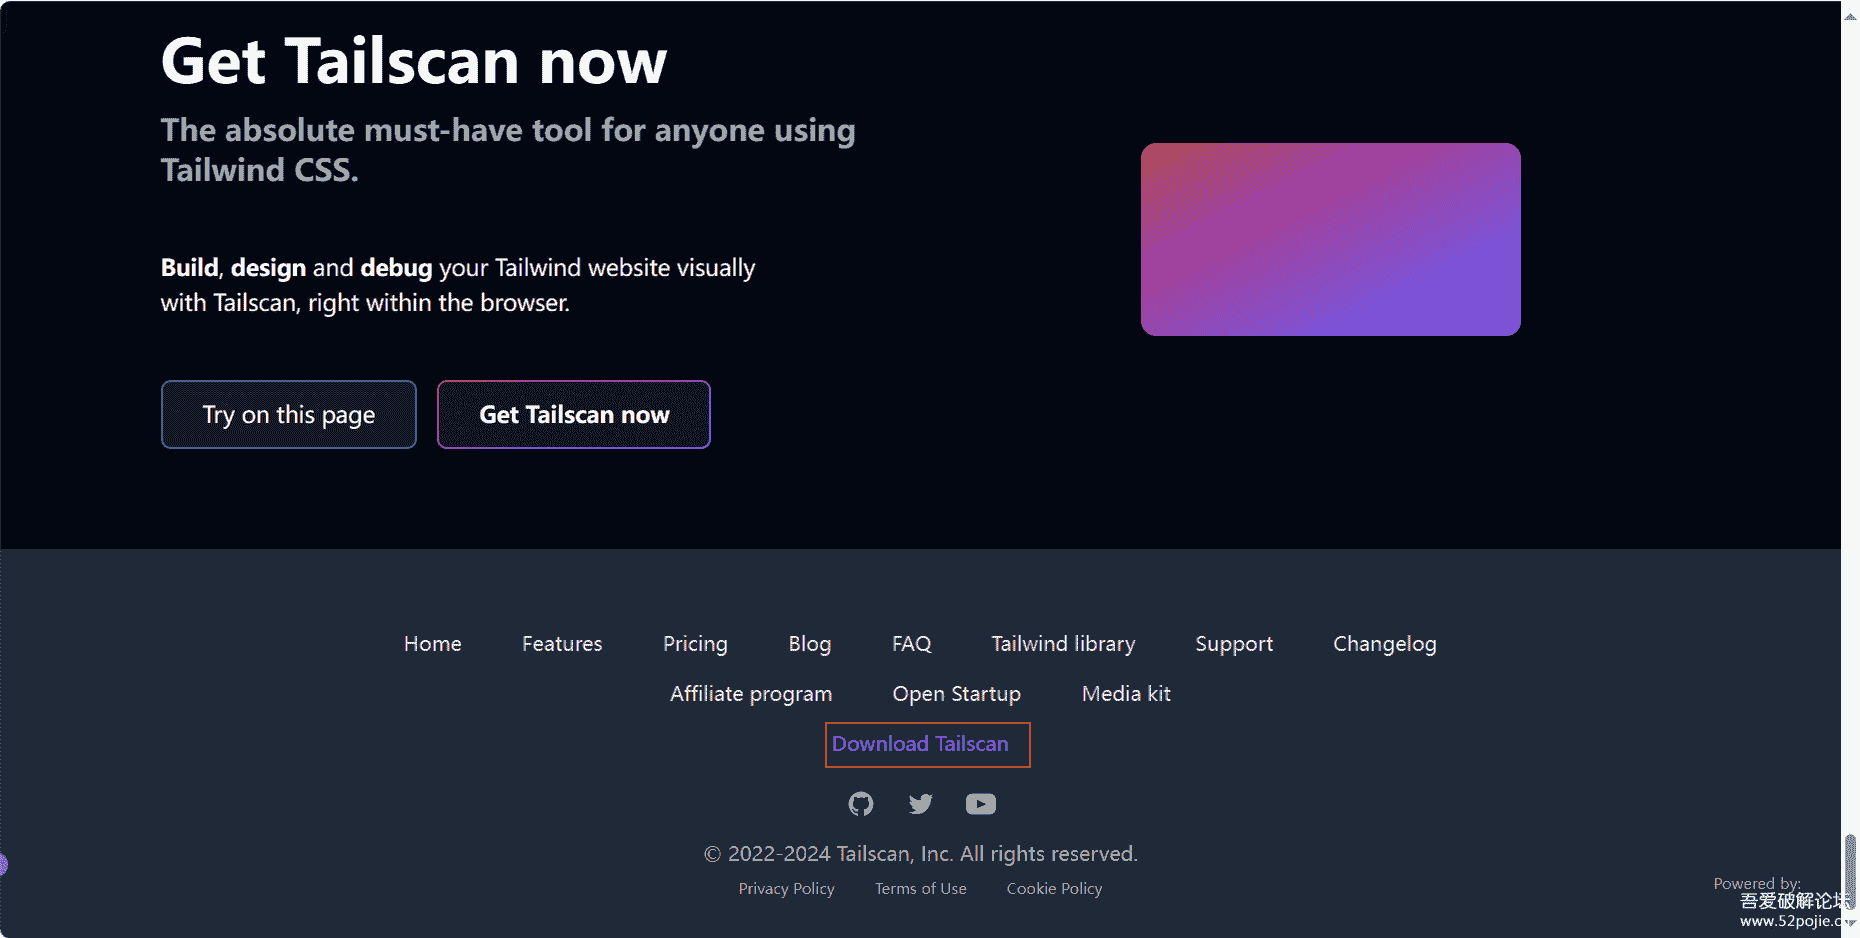 Get Tailscan now
The absolute must-have tool for anyone using
Tailwind CSS.
Build, design and debug your Tailwind website visually
with Tailscan, right within the browser.
Try on this page
Get Tailscan now
Home Features Pricing Blog FAQ Tailwind library Support Changelog
Affiliate program Open Startup Media kit
Download Tailscan
© 2022-2024 Tailscan, Inc. All rights reserved.
Privacy Policy Terms of Use Cookie Policy
Powered by:
吾爱破解论坛
www.52pojie.c